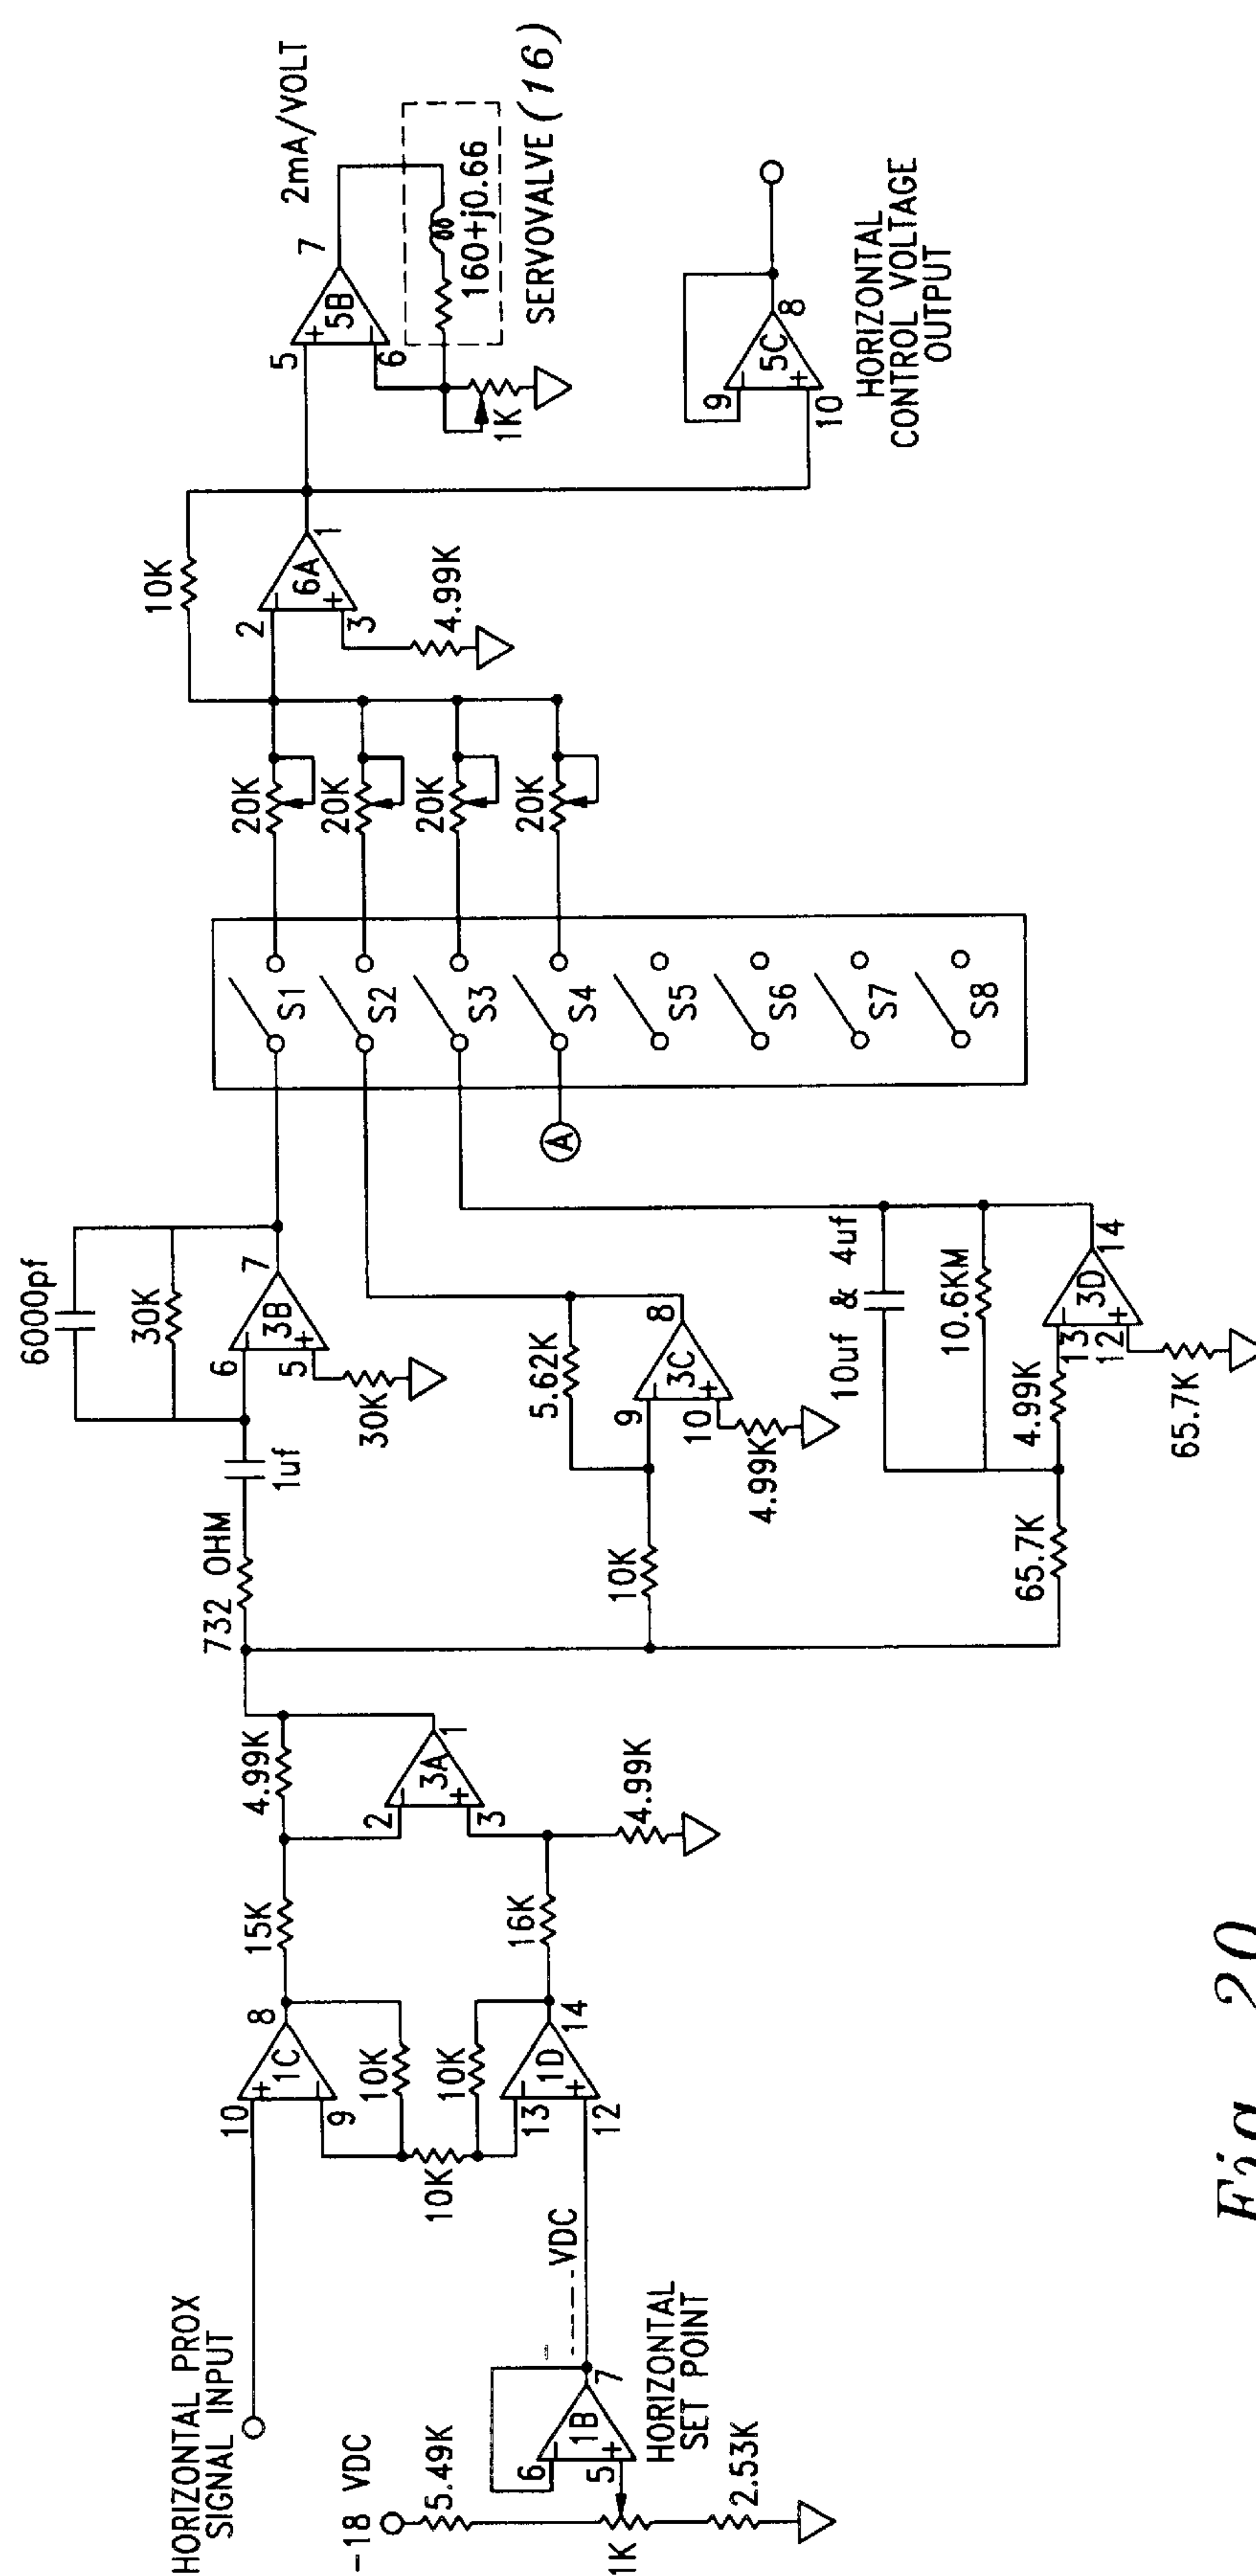 HORIZONTAL PROX
SIGNAL INPUT
-18 VDC
5.49K
1K
2.53K
6
5
1B
7
HORIZONTAL
SET POINT
VDC
10
9
1C
8
10K
10K
10K
13
12
1D
14
15K
16K
4.99K
2
3
3A
1
4.99K
732 OHM
1uf
6000pf
30K
6
5
3B
7
30K
10K
5.62K
9
10
3C
8
4.99K
65.7K
10uf & 4uf
10.6KM
4.99K
13
12
3D
14
65.7K
A
S1
S2
S3
S4
S5
S6
S7
S8
20K
20K
20K
20K
10K
2
3
6A
1
4.99K
5
6
5B
7
2mA/VOLT
160+j0.66
SERVOVALVE (16)
1K
9
10
5C
8
HORIZONTAL
CONTROL VOLTAGE
OUTPUT
Fig. 20